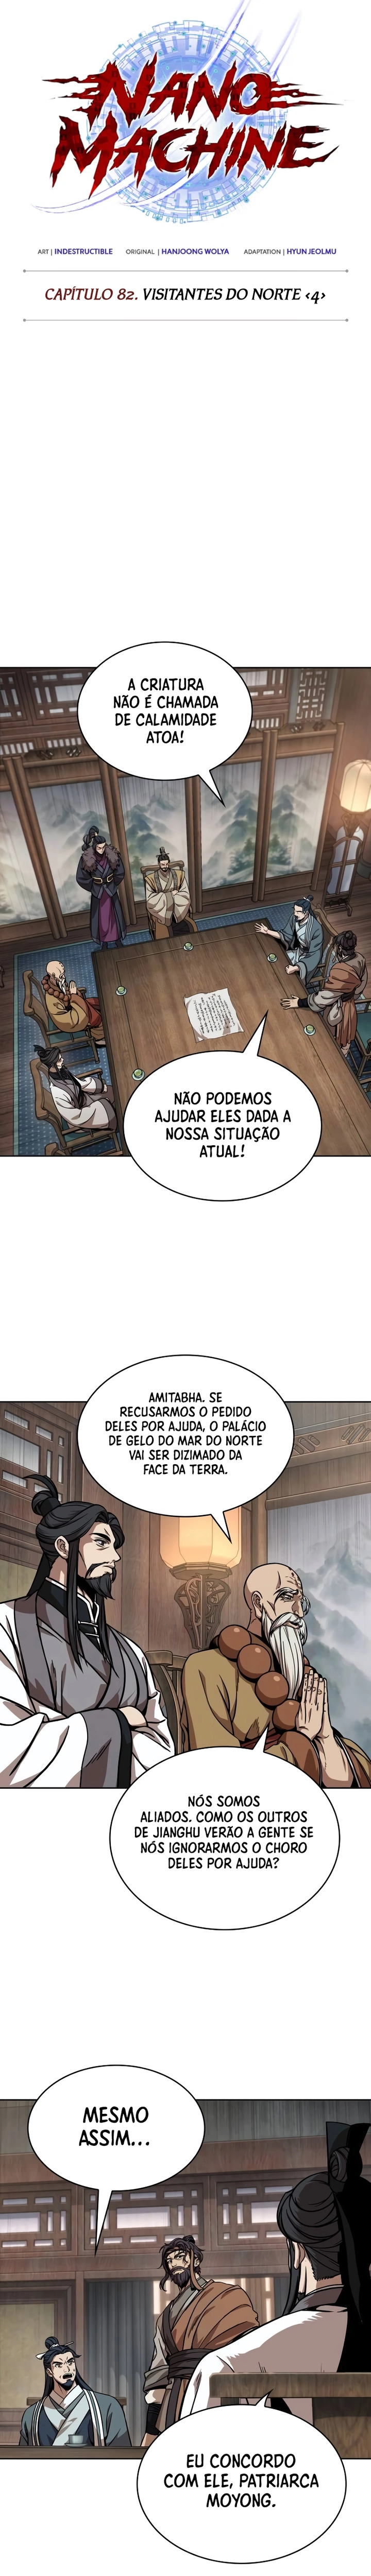 NANO
MACHINE
ART | INDESTRUCTIBLE ORIGINAL | HANJOONG WOLYA ADAPTATION | HYUN JEOLMU
CAPÍTULO 82. VISITANTES DO NORTE <4>
A CRIATURA
NÃO É CHAMADA
DE CALAMIDADE
ATOA!
NÃO PODEMOS
AJUDAR ELES DADA A
NOSSA SITUAÇÃO
ATUAL!
AMITABHA. SE
RECUSARMOS O PEDIDO
DELES POR AJUDA, O PALÁCIO
DE GELO DO MAR DO NORTE
VAI SER DIZIMADO DA
FACE DA TERRA.
NÓS SOMOS
ALIADOS. COMO OS OUTROS
DE JIANGHU VERÃO A GENTE SE
NÓS IGNORARMOS O CHORO
DELES POR AJUDA?
MESMO
ASSIM...
EU CONCORDO
COM ELE, PATRIARCA
MOYONG.